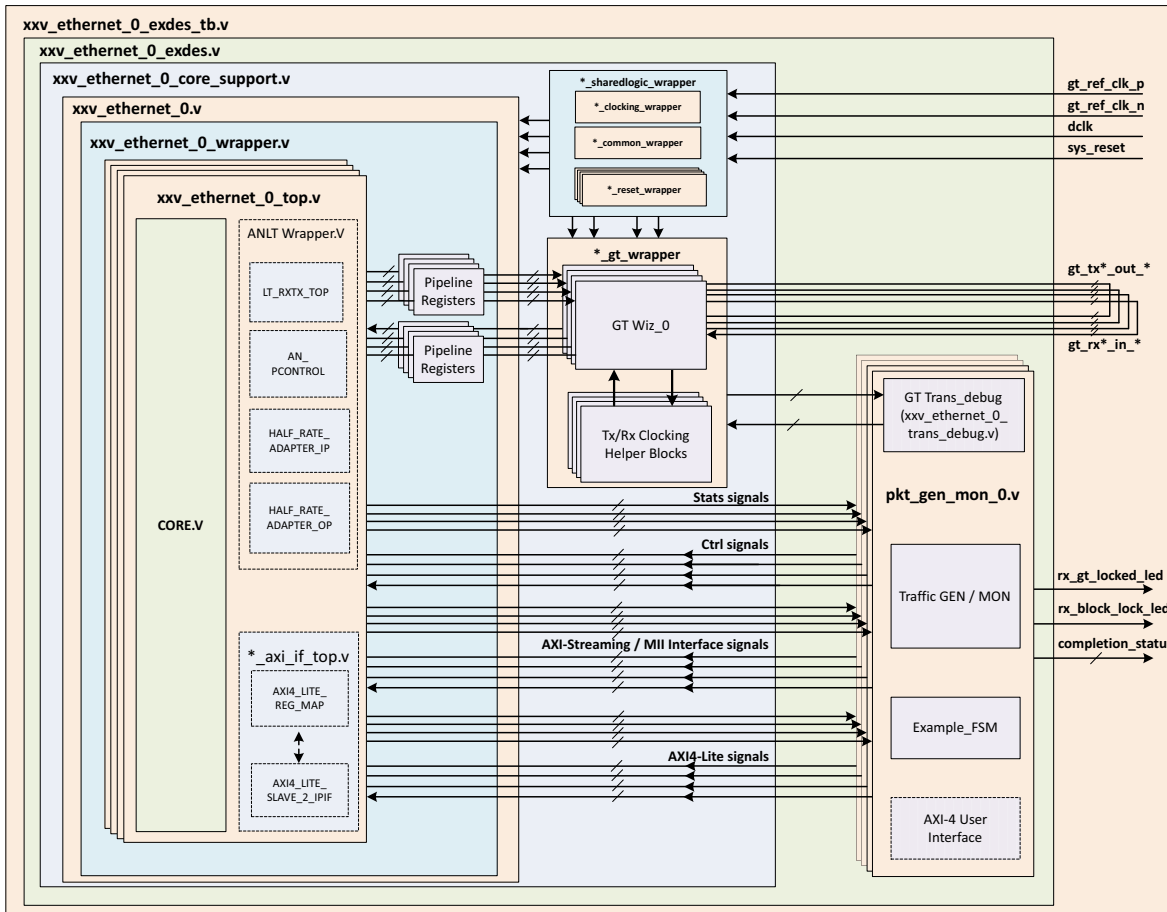 xxv_ethernet_0_exdes_tb.v
xxv_ethernet_0_exdes.v
xxv_ethernet_0_core_support.v
xxv_ethernet_0.v
xxv_ethernet_0_wrapper.v
xxv_ethernet_0_top.v
CORE.V
ANLT Wrapper.V
LT_RXTX_TOP
AN_
PCONTROL
HALF_RATE_
ADAPTER_IP
HALF_RATE_
ADAPTER_OP
*_axi_if_top.v
AXI4_LITE_
REG_MAP
AXI4_LITE_
SLAVE_2_IPIF
Pipeline
Registers
Pipeline
Registers
*_sharedlogic_wrapper
*_clocking_wrapper
*_common_wrapper
*_reset_wrapper
*_gt_wrapper
GT Wiz_0
Tx/Rx Clocking
Helper Blocks
Stats signals
Ctrl signals
AXI-Streaming / MII Interface signals
AXI4-Lite signals
gt_ref_clk_p
gt_ref_clk_n
dclk
sys_reset
gt_tx*_out_*
gt_rx*_in_*
GT Trans_debug
(xxv_ethernet_0_
trans_debug.v)
pkt_gen_mon_0.v
Traffic GEN / MON
Example_FSM
AXI-4 User
Interface
rx_gt_locked_led
rx_block_lock_led
completion_status